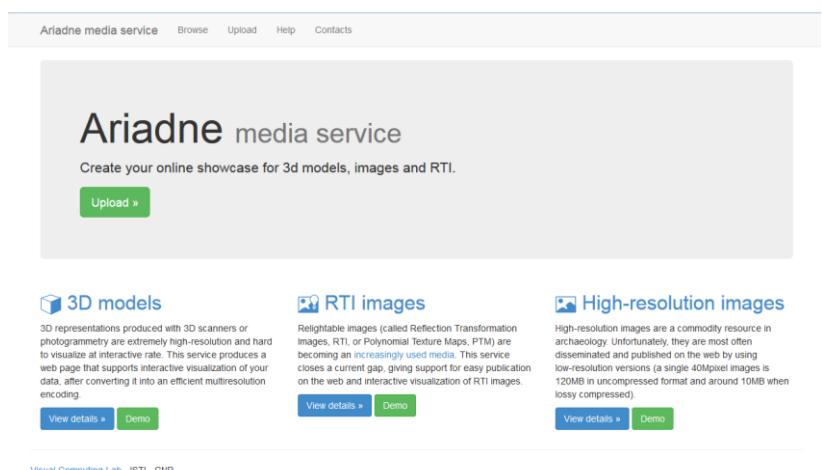 Ariadne media service Browse Upload Help Contacts
Ariadne media service
Create your online showcase for 3d models, images and RTI.
Upload »
3D models
3D representations produced with 3D scanners or
photogrammetry are extremely high-resolution and hard
to visualize at interactive rate. This service produces a
web page that supports interactive visualization of your
data, after converting it into an efficient multiresolution
encoding.
View details » Demo
RTI images
Relightable images (called Reflection Transformation
Images, RTI, or Polynomial Texture Maps, PTM) are
becoming an increasingly used media. This service
closes a current gap, giving support for easy publication
on the web and interactive visualization of RTI images.
View details » Demo
High-resolution images
High-resolution images are a commodity resource in
archaeology. Unfortunately, they are most often
disseminated and published on the web by using
low-resolution versions (a single 40Mpixel images is
120MB in uncompressed format and around 10MB when
lossy compressed).
View details » Demo
Visual Computing Lab - ISTI - CNR